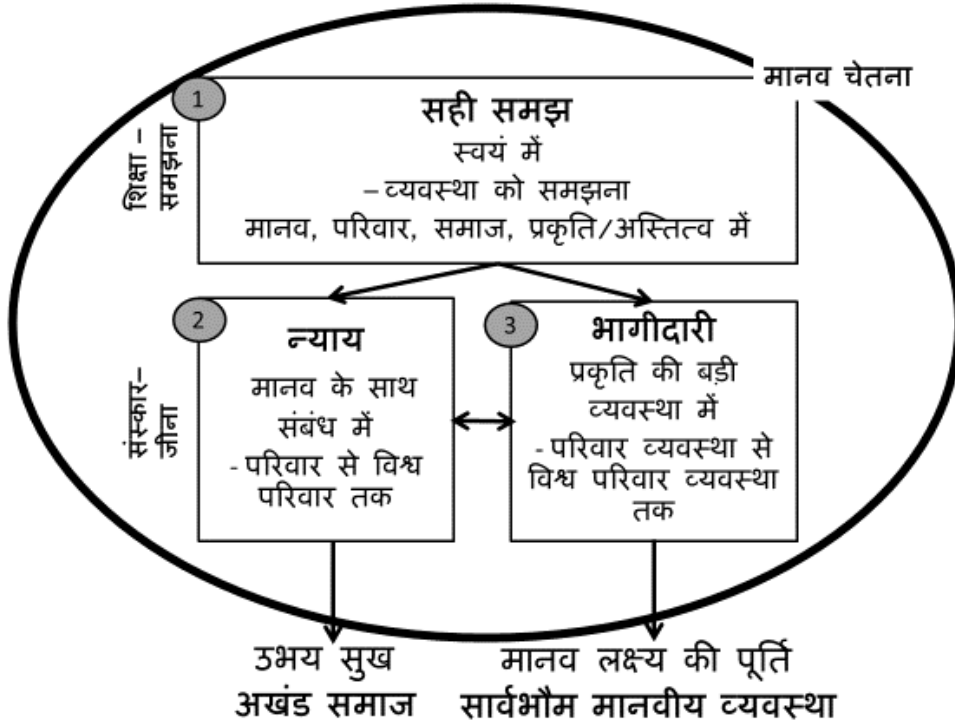 मानव चेतना
1
सही समझ
स्वयं में
– व्यवस्था को समझना
मानव, परिवार, समाज, प्रकृति/अस्तित्व में
शिक्षा –
समझना
2
न्याय
मानव के साथ
संबंध में
- परिवार से विश्व
परिवार तक
3
भागीदारी
प्रकृति की बड़ी
व्यवस्था में
- परिवार व्यवस्था से
विश्व परिवार व्यवस्था
तक
संस्कार–
जीना
उभय सुख
अखंड समाज
मानव लक्ष्य की पूर्ति
सार्वभौम मानवीय व्यवस्था